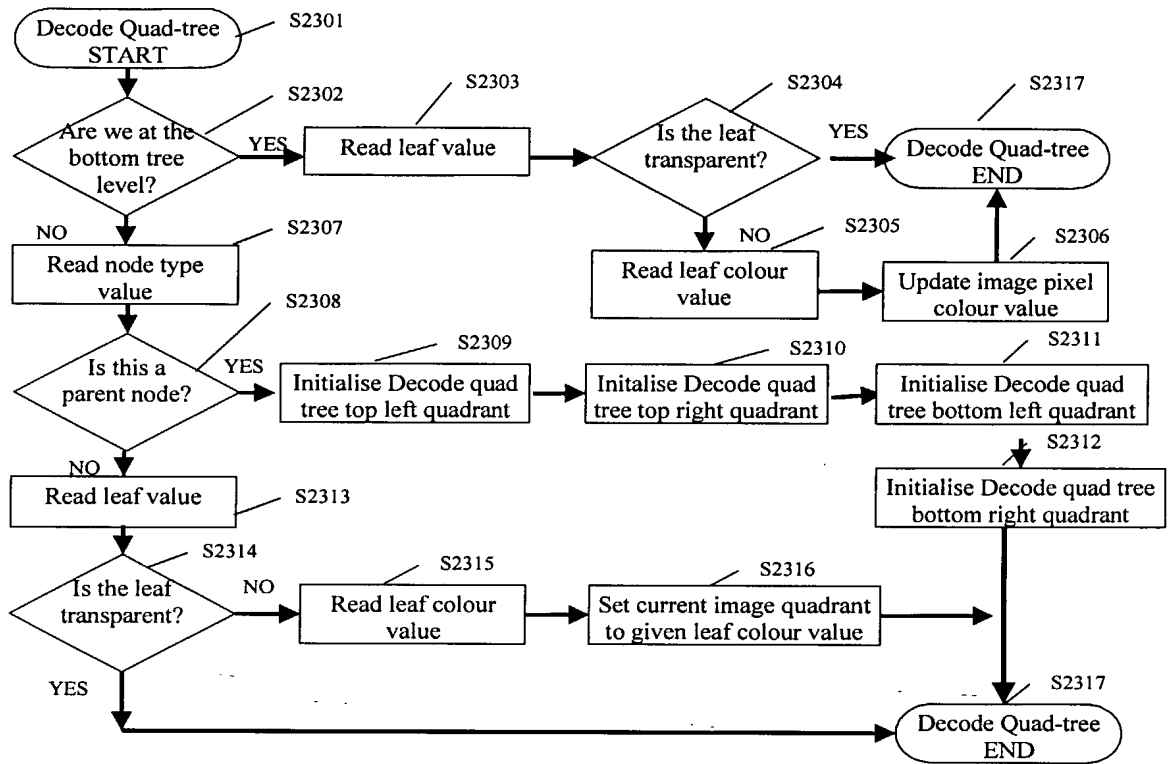 Decode Quad-tree
START
S2301
S2302
Are we at the
bottom tree
level?
YES
S2303
Read leaf value
S2304
Is the leaf
transparent?
YES
S2317
Decode Quad-tree
END
NO
S2307
Read node type
value
NO
S2305
Read leaf colour
value
S2306
Update image pixel
colour value
S2308
Is this a
parent node?
YES
S2309
Initialise Decode quad
tree top left quadrant
S2310
Initalise Decode quad
tree top right quadrant
S2311
Initialise Decode quad
tree bottom left quadrant
S2312
Initialise Decode quad tree
bottom right quadrant
NO
Read leaf value
S2313
S2314
Is the leaf
transparent?
NO
S2315
Read leaf colour
value
S2316
Set current image quadrant
to given leaf colour value
YES
S2317
Decode Quad-tree
END